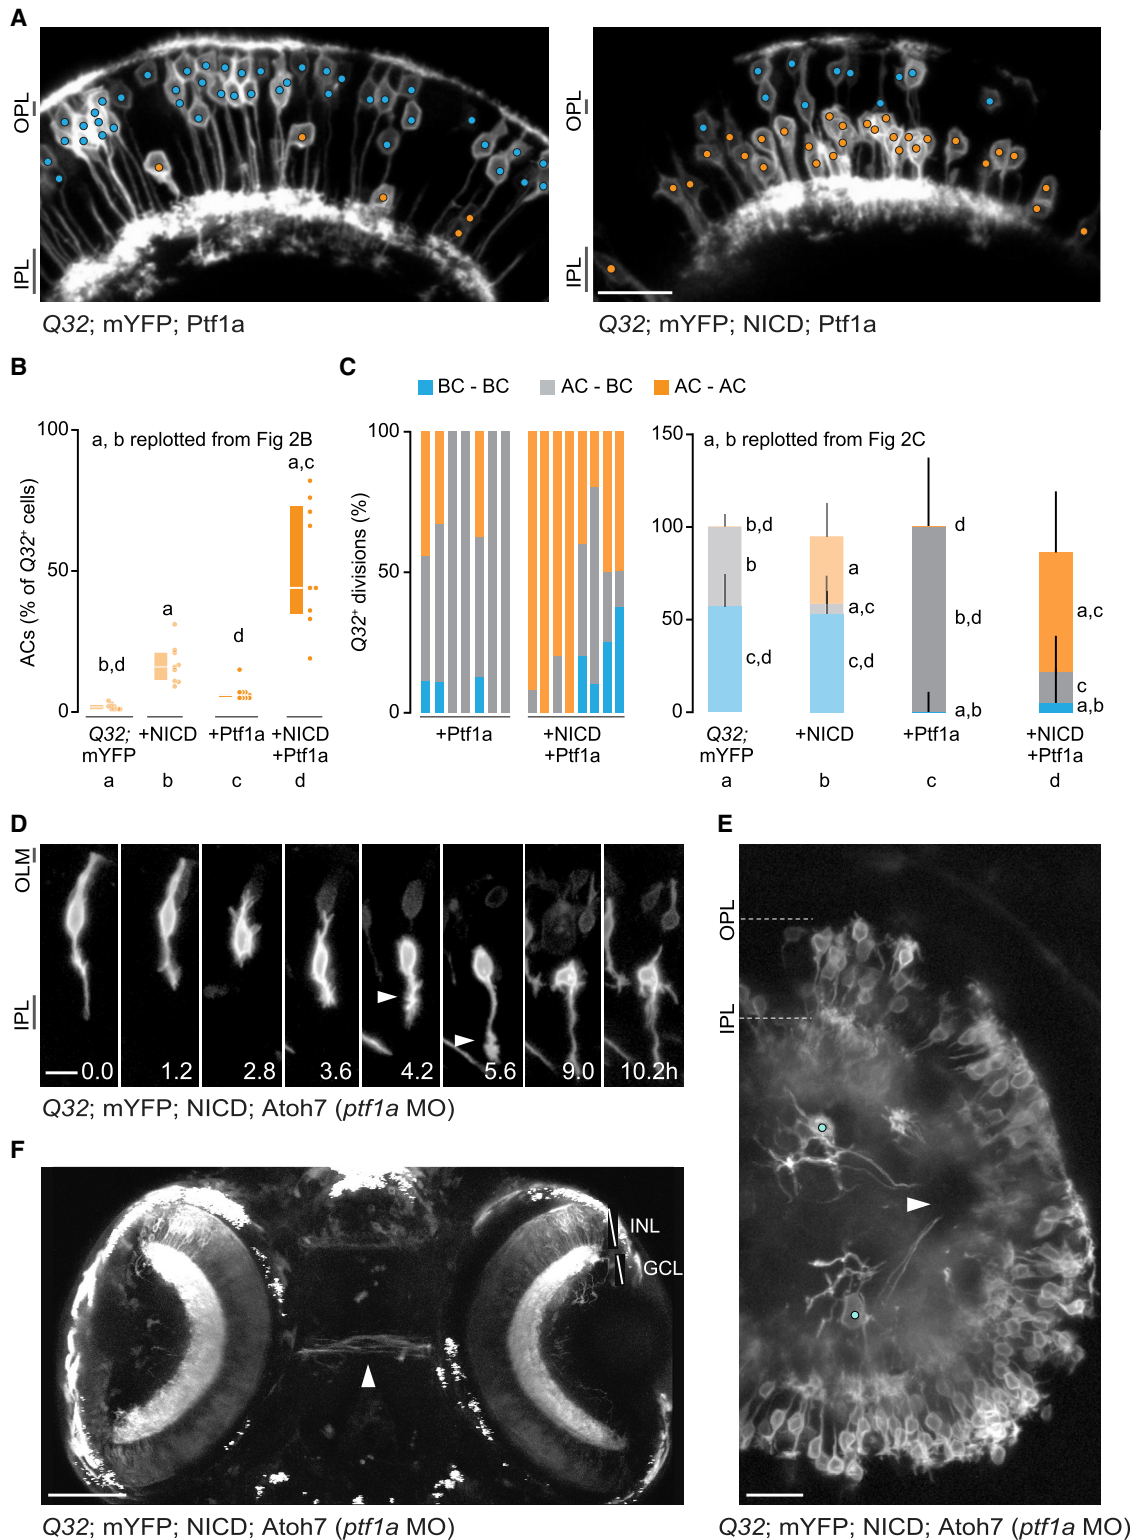 A
OPL
IPL
OPL
IPL
Q32; mYFP; Ptf1a
Q32; mYFP; NICD; Ptf1a
B
ACs (% of Q32+ cells)
100
50
0
a, b replotted from Fig 2B
b,d
a
d
a,c
Q32; mYFP
+NICD
+Ptf1a
+NICD +Ptf1a
a
b
c
d
C
BC - BC
AC - BC
AC - AC
Q32+ divisions (%)
100
50
0
+Ptf1a
+NICD +Ptf1a
150
100
50
0
a, b replotted from Fig 2C
b,d
b
c,d
a
a,c
c,d
d
b,d
a,b
a,c
c
a,b
Q32; mYFP
+NICD
+Ptf1a
+NICD +Ptf1a
a
b
c
d
D
OLM
IPL
0.0
1.2
2.8
3.6
4.2
5.6
9.0
10.2h
Q32; mYFP; NICD; Atoh7 (ptf1a MO)
E
OPL
IPL
Q32; mYFP; NICD; Atoh7 (ptf1a MO)
F
INL
GCL
Q32; mYFP; NICD; Atoh7 (ptf1a MO)